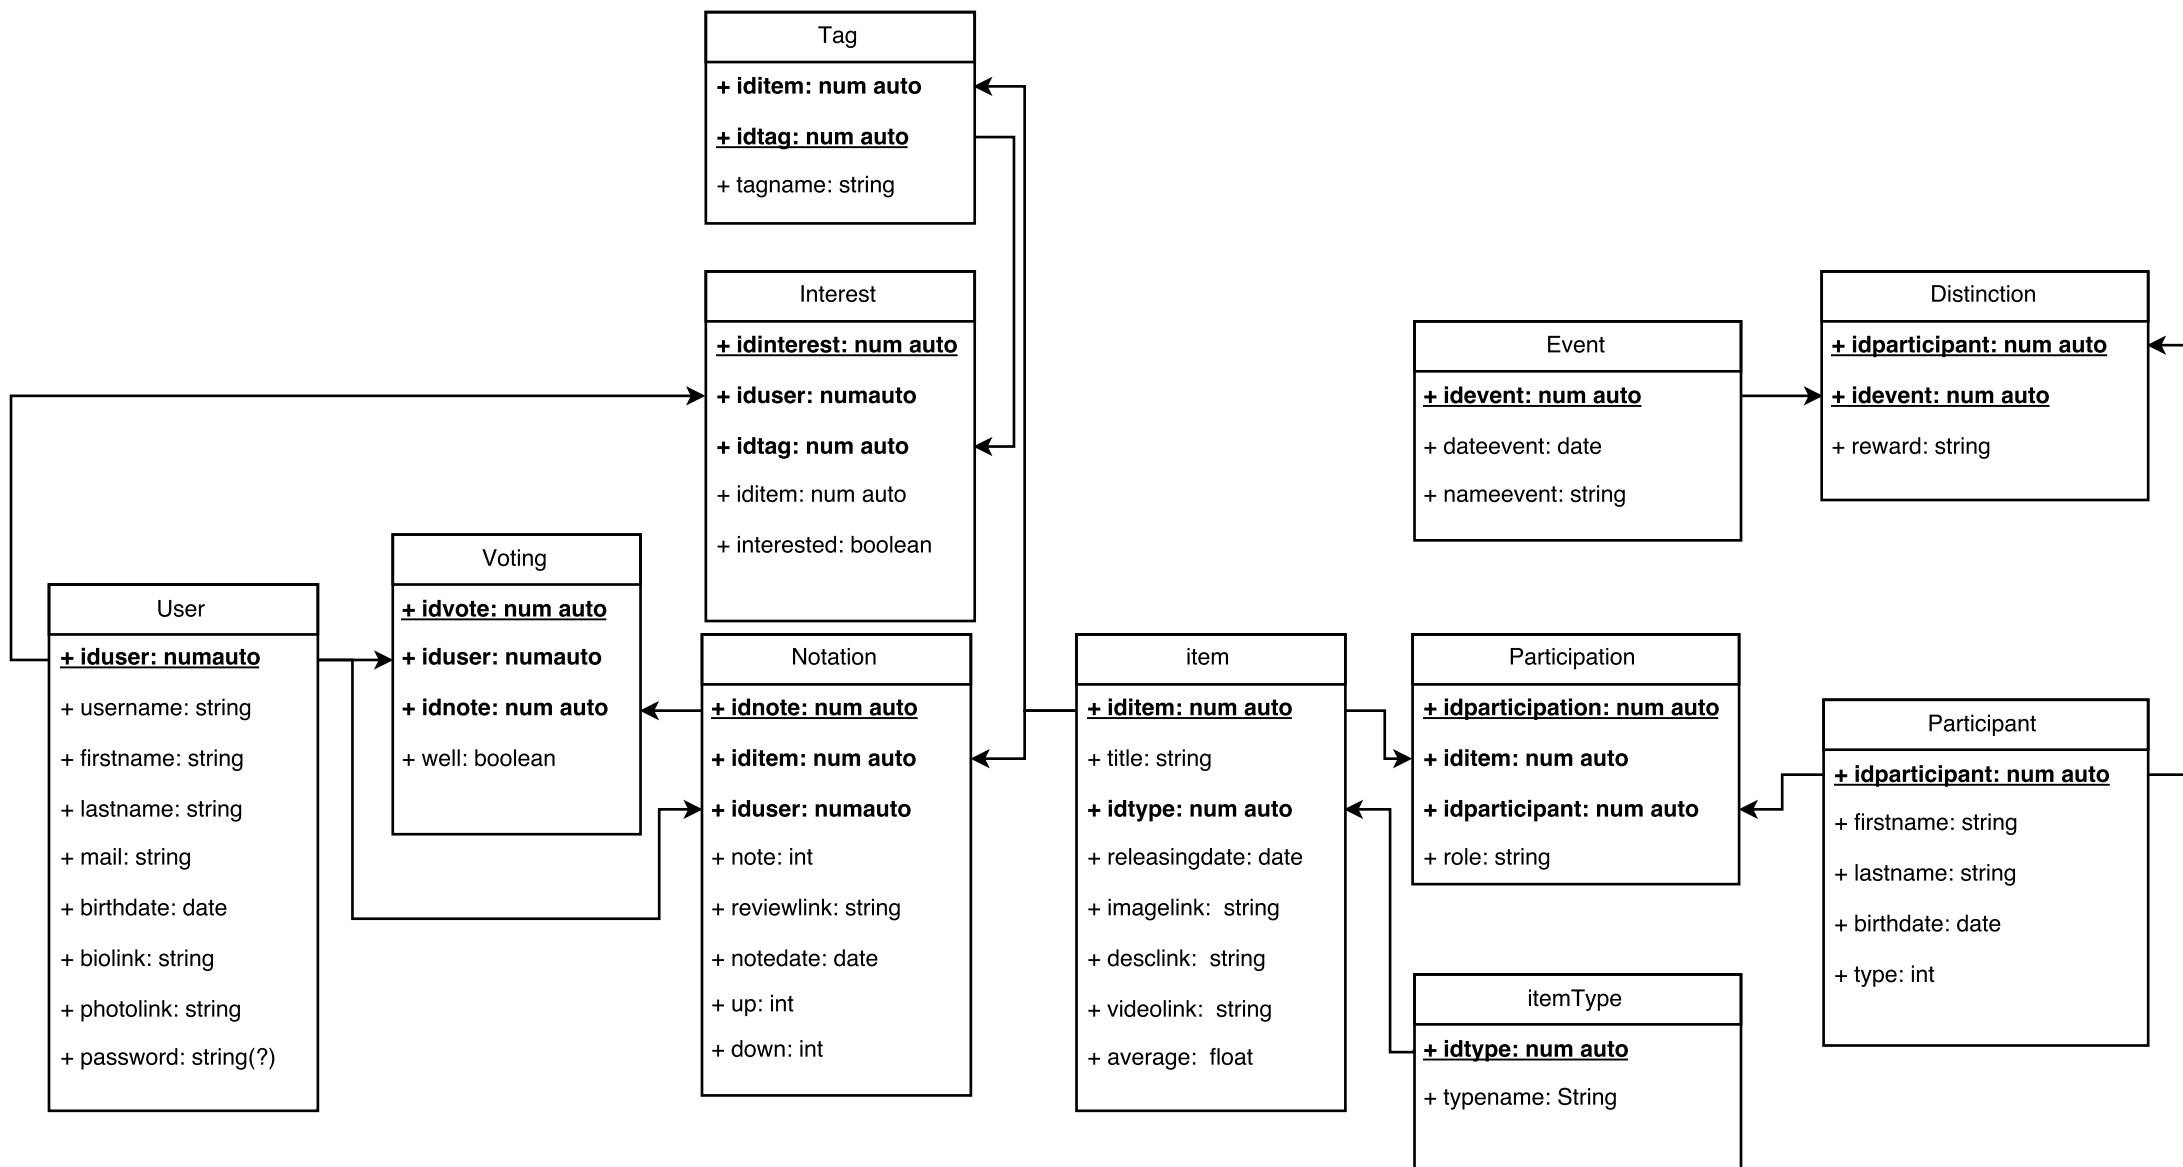 Tag
+ iditem: num auto
+ idtag: num auto
+ tagname: string
Interest
+ idinterest: num auto
+ iduser: numauto
+ idtag: num auto
+ iditem: num auto
+ interested: boolean
Event
+ idevent: num auto
+ dateevent: date
+ nameevent: string
Distinction
+ idparticipant: num auto
+ idevent: num auto
+ reward: string
User
+ iduser: numauto
+ username: string
+ firstname: string
+ lastname: string
+ mail: string
+ birthdate: date
+ biolink: string
+ photolink: string
+ password: string(?)
Voting
+ idvote: num auto
+ iduser: numauto
+ idnote: num auto
+ well: boolean
Notation
+ idnote: num auto
+ iditem: num auto
+ iduser: numauto
+ note: int
+ reviewlink: string
+ notedate: date
+ up: int
+ down: int
item
+ iditem: num auto
+ title: string
+ idtype: num auto
+ releasingdate: date
+ imagelink:  string
+ desclink:  string
+ videolink:  string
+ average:  float
Participation
+ idparticipation: num auto
+ iditem: num auto
+ idparticipant: num auto
+ role: string
Participant
+ idparticipant: num auto
+ firstname: string
+ lastname: string
+ birthdate: date
+ type: int
itemType
+ idtype: num auto
+ typename: String